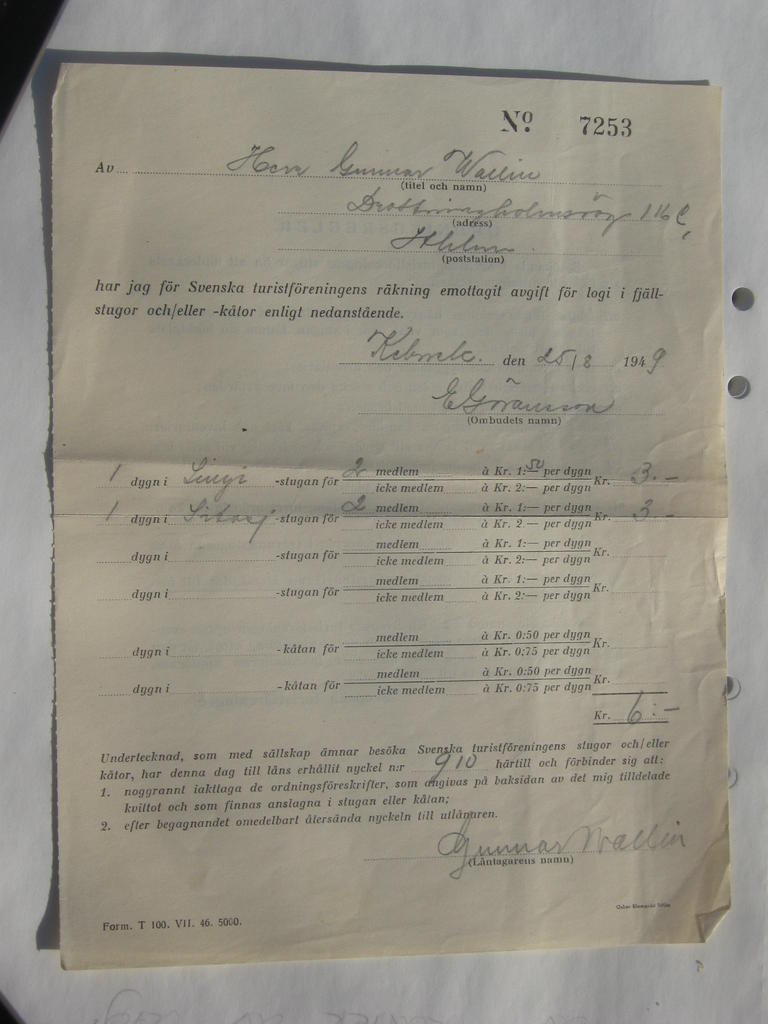 Nº. 7253
Av Herr Gunnar Wallin
(titel och namn)
Drottningholmsväg 116 C
(adress)
Sthlm
(poststation)
har jag för Svenska turistföreningens räkning emottagit avgift för logi i fjäll-
stugor och/eller -kåtor enligt nedanstående.
Kebnek. den 25/8 1949
E Göransson
(Ombudets namn)
1 dygn i Singi -stugan för 2 medlem à Kr. 1:50 per dygn Kr. 3.-
icke medlem à Kr. 2:— per dygn
1 dygn i Sitasj -stugan för 2 medlem à Kr. 1:— per dygn Kr. 3.-
icke medlem à Kr. 2 — per dygn
dygn i -stugan för medlem à Kr. 1:— per dygn Kr.
icke medlem à Kr. 2:— per dygn
dygn i -stugan för medlem à Kr. 1:— per dygn Kr.
icke medlem à Kr. 2:— per dygn
dygn i -kåtan för medlem à Kr. 0:50 per dygn Kr.
icke medlem à Kr. 0:75 per dygn
dygn i -kåtan för medlem à Kr. 0:50 per dygn Kr.
icke medlem à Kr. 0:75 per dygn
Kr. 6:-
Undertecknad, som med sällskap ämnar besöka Svenska turistföreningens stugor och/eller
kåtor, har denna dag till låns erhållit nyckel n:r 910 härtill och förbinder sig att:
1. noggrannt iakttaga de ordningsföreskrifter, som angivas på baksidan av det mig tilldelade
kvittot och som finnas anslagna i stugan eller kåtan;
2. efter begagnandet omedelbart återsända nyckeln till utlånaren.
Gunnar Wallin
(Låntagarens namn)
Form. T 100. VII. 46. 5000.